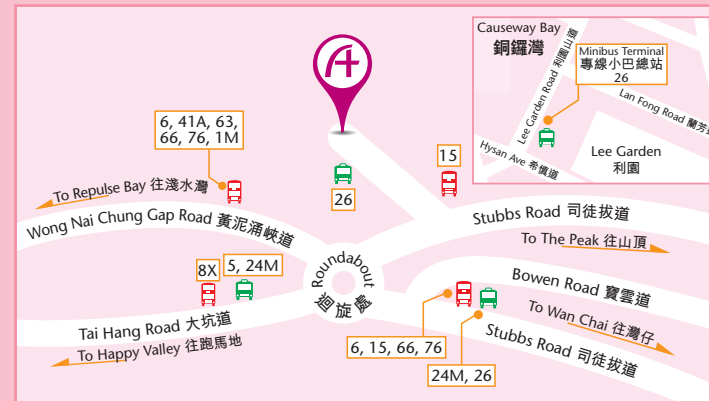 Causeway Bay
銅鑼灣
Lee Garden Road 利園山道
Minibus Terminal
專線小巴總站
26
Lan Fong Road 蘭芳
Hysan Ave 希慎道
Lee Garden
利園
6, 41A, 63,
66, 76, 1M
15
26
To Repulse Bay 往淺水灣
Wong Nai Chung Gap Road 黃泥涌峽道
Stubbs Road 司徒拔道
To The Peak 往山頂
8X
5, 24M
Roundabout
迴旋處
Bowen Road 寶雲道
Tai Hang Road 大坑道
To Happy Valley 往跑馬地
To Wan Chai 往灣仔
Stubbs Road 司徒拔道
6, 15, 66, 76
24M, 26